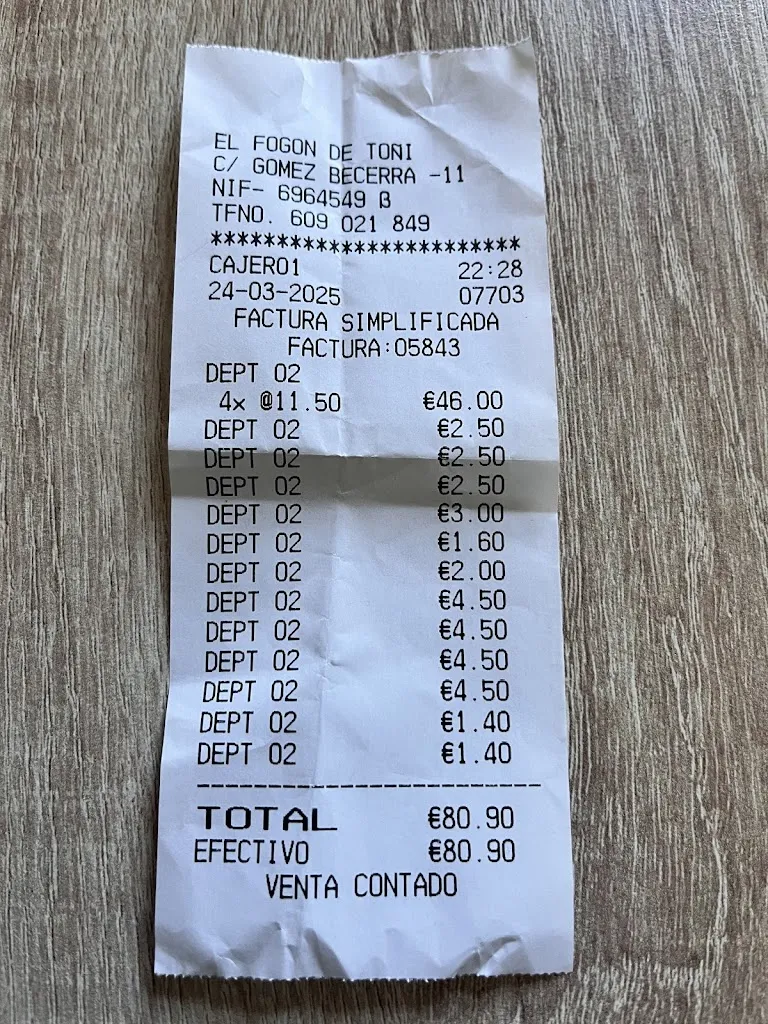 EL FOGON DE TOÑI
C/ GOMEZ BECERRA -11
NIF- 6964549 B
TFNO. 609 021 849
************************
CAJERO1 22:28
24-03-2025 07703
FACTURA SIMPLIFICADA
FACTURA:05843
DEPT 02
4x @11.50 €46.00
DEPT 02 €2.50
DEPT 02 €2.50
DEPT 02 €2.50
DEPT 02 €3.00
DEPT 02 €1.60
DEPT 02 €2.00
DEPT 02 €4.50
DEPT 02 €4.50
DEPT 02 €4.50
DEPT 02 €4.50
DEPT 02 €1.40
DEPT 02 €1.40
--------------------------------
TOTAL €80.90
EFECTIVO €80.90
VENTA CONTADO